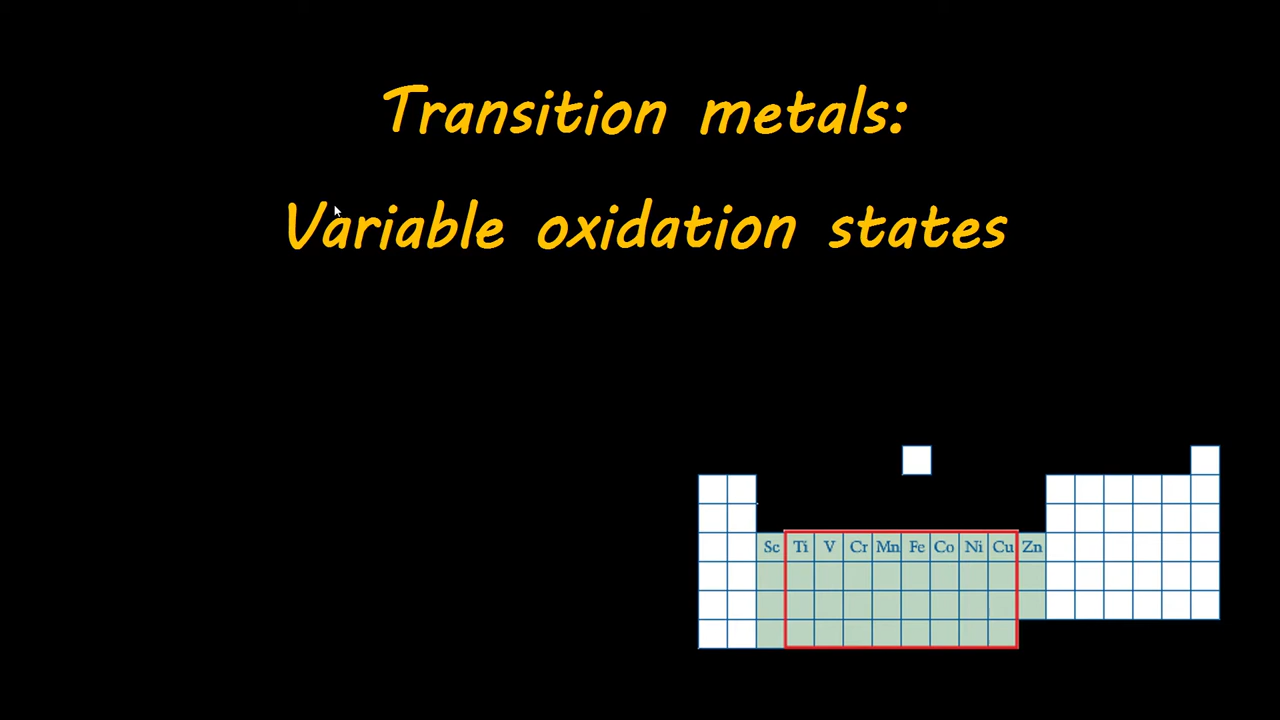 Transition metals:
Variable oxidation states
Sc Ti V Cr Mn Fe Co Ni Cu Zn